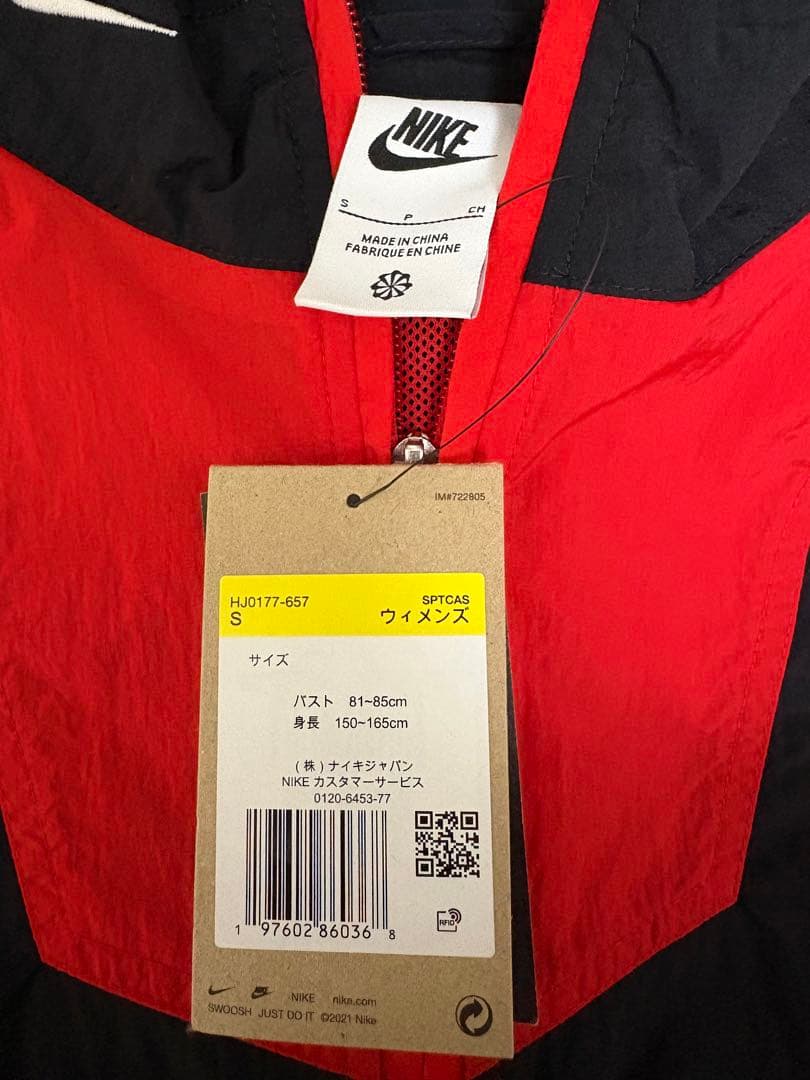 NIKE
S P CH
MADE IN CHINA
FABRIQUE EN CHINE
IM#722805
HJ0177-657 SPTCAS
S ウィメンズ
サイズ
バスト 81~85cm
身長 150~165cm
(株)ナイキジャパン
NIKE カスタマーサービス
0120-6453-77
RFID
1 97602 86036 8
NIKE nike.com
SWOOSH JUST DO IT ©2021 Nike